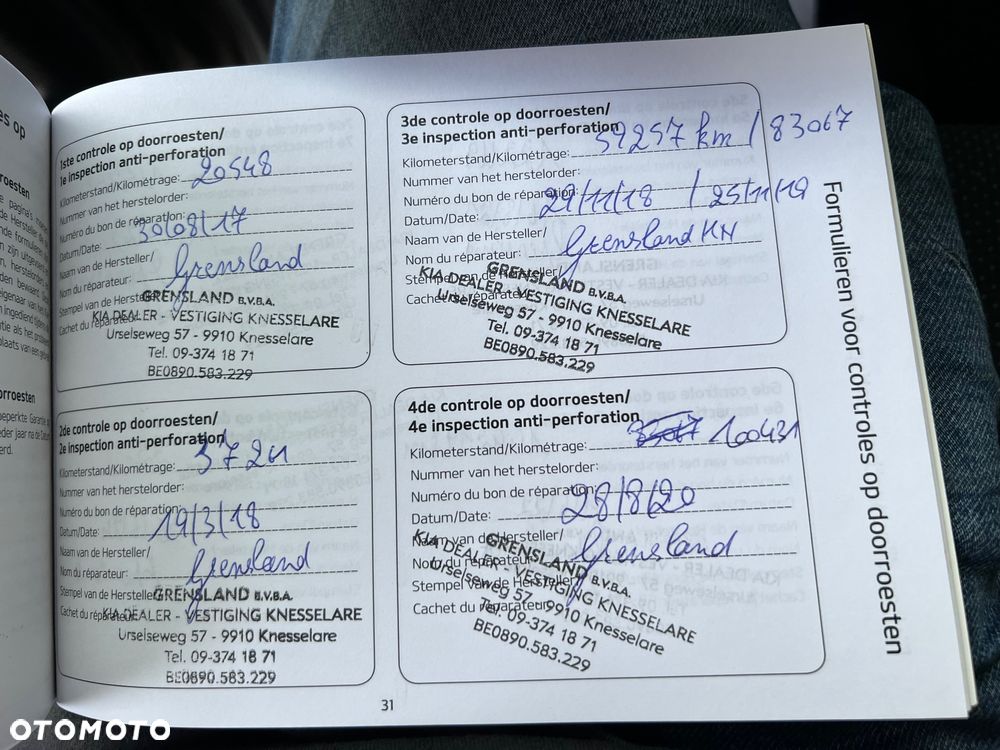 1ste controle op doorroesten/
1e inspection anti-perforation
Kilometerstand/Kilométrage: 20548
Nummer van het herstelorder:
Numéro du bon de réparation:
Datum/Date: 30/08/17
Naam van de Hersteller/
Nom du réparateur: Grensland
Stempel van de Hersteller/
Cachet du réparateur:
GRENSLAND B.V.B.A.
KIA DEALER - VESTIGING KNESSELARE
Urselseweg 57 - 9910 Knesselare
Tel. 09-374 18 71
BE0890.583.229
2de controle op doorroesten/
2e inspection anti-perforation
Kilometerstand/Kilométrage:
Nummer van het herstelorder:
Numéro du bon de réparation:
Datum/Date: 19/3/18
Naam van de Hersteller/
Nom du réparateur: Grensland
Stempel van de Hersteller/
Cachet du réparateur:
GRENSLAND B.V.B.A.
KIA DEALER - VESTIGING KNESSELARE
Urselseweg 57 - 9910 Knesselare
Tel. 09-374 18 71
BE0890.583.229
3de controle op doorroesten/
3e inspection anti-perforation
Kilometerstand/Kilométrage: 59257 km / 83067
Nummer van het herstelorder:
Numéro du bon de réparation:
Datum/Date: 29/11/18 / 25/11/19
Naam van de Hersteller/
Nom du réparateur: Grensland KN
Stempel van de Hersteller/
Cachet du réparateur:
GRENSLAND B.V.B.A.
KIA DEALER - VESTIGING KNESSELARE
Urselseweg 57 - 9910 Knesselare
Tel. 09-374 18 71
BE0890.583.229
4de controle op doorroesten/
4e inspection anti-perforation
Kilometerstand/Kilométrage: 100431
Nummer van het herstelorder:
Numéro du bon de réparation:
Datum/Date: 28/8/20
Naam van de Hersteller/
Nom du réparateur: Grensland
Stempel van de Hersteller/
Cachet du réparateur:
GRENSLAND B.V.B.A.
KIA DEALER - VESTIGING KNESSELARE
Urselseweg 57 - 9910 Knesselare
Tel. 09-374 18 71
BE0890.583.229
Formulieren voor controles op doorroesten
31
OTOMOTO